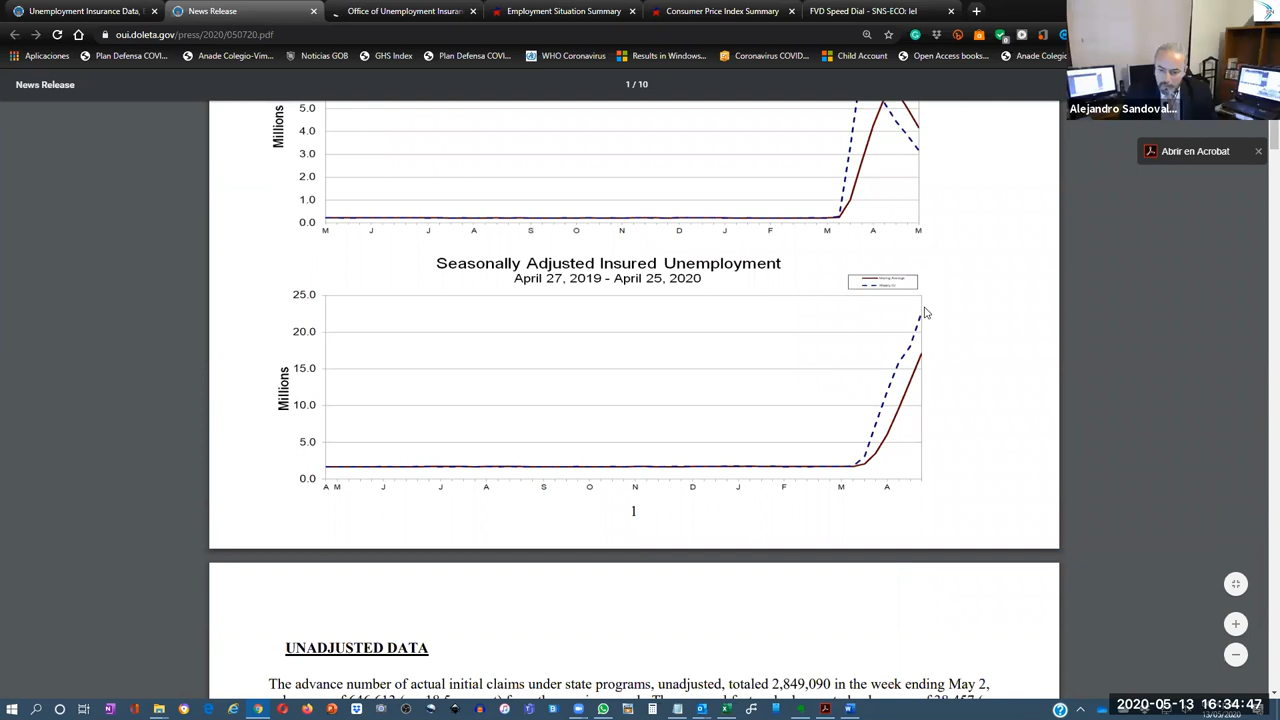 Unemployment Insurance Data,
News Release
Office of Unemployment Insuran
Employment Situation Summary
Consumer Price Index Summary
FVD Speed Dial - SNS-ECO: Iel
oui.doleta.gov/press/2020/050720.pdf
Aplicaciones
Plan Defensa COVI...
Anade Colegio-Vim...
Noticias GOB
GHS Index
Plan Defensa COVI...
WHO Coronavirus
Results in Windows...
Coronavirus COVID...
Child Account
Open Access books...
Anade Colegio
News Release
1 / 10
Alejandro Sandoval...
Abrir en Acrobat
Millions
5.0
4.0
3.0
2.0
1.0
0.0
M J J A S O N D J F M A M
Seasonally Adjusted Insured Unemployment
April 27, 2019 - April 25, 2020
Millions
25.0
20.0
15.0
10.0
5.0
0.0
A M J J A S O N D J F M A
1
UNADJUSTED DATA
The advance number of actual initial claims under state programs, unadjusted, totaled 2,849,090 in the week ending May 2,
2020-05-13 16:34:47
13/05/2020